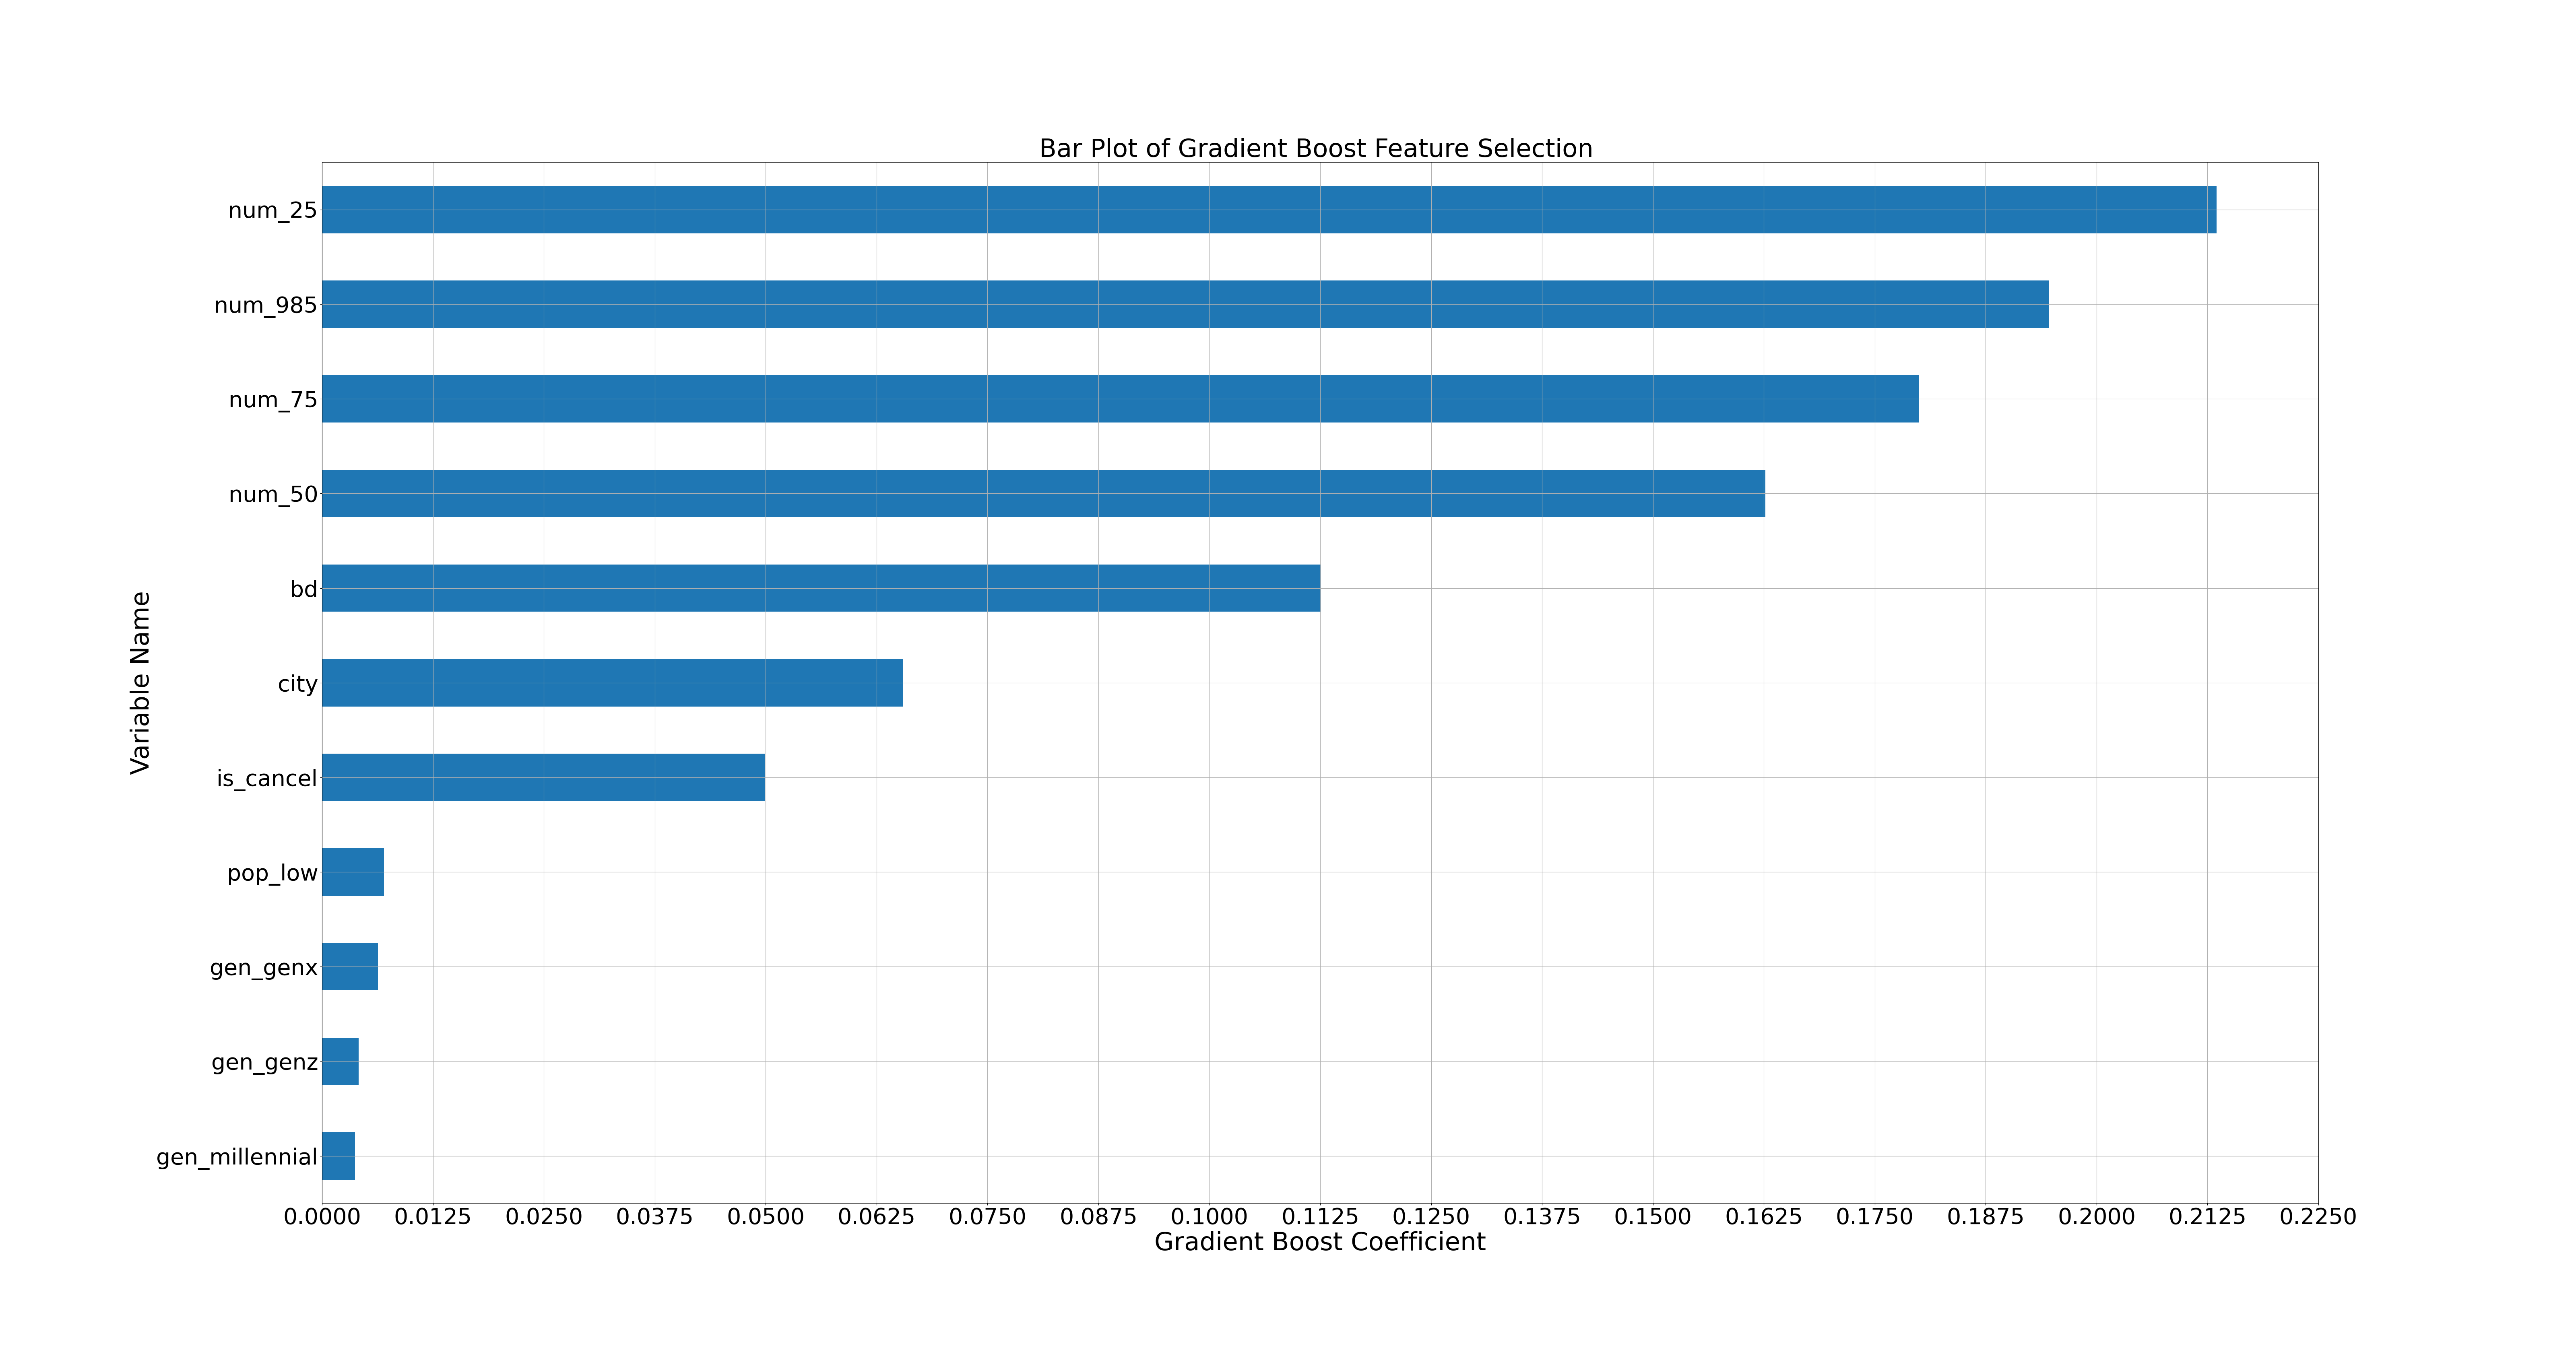 Bar Plot of Gradient Boost Feature Selection
num_25
num_985
num_75
num_50
bd
city
is_cancel
pop_low
gen_genx
gen_genz
gen_millennial
Variable Name
0.0000 0.0125 0.0250 0.0375 0.0500 0.0625 0.0750 0.0875 0.1000 0.1125 0.1250 0.1375 0.1500 0.1625 0.1750 0.1875 0.2000 0.2125 0.2250
Gradient Boost Coefficient